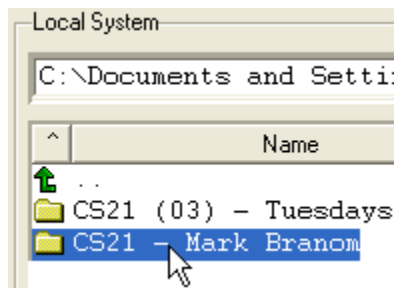 Local System
C:\Documents and Setti
^ Name
..
CS21 (03) - Tuesdays
CS21 - Mark Branom